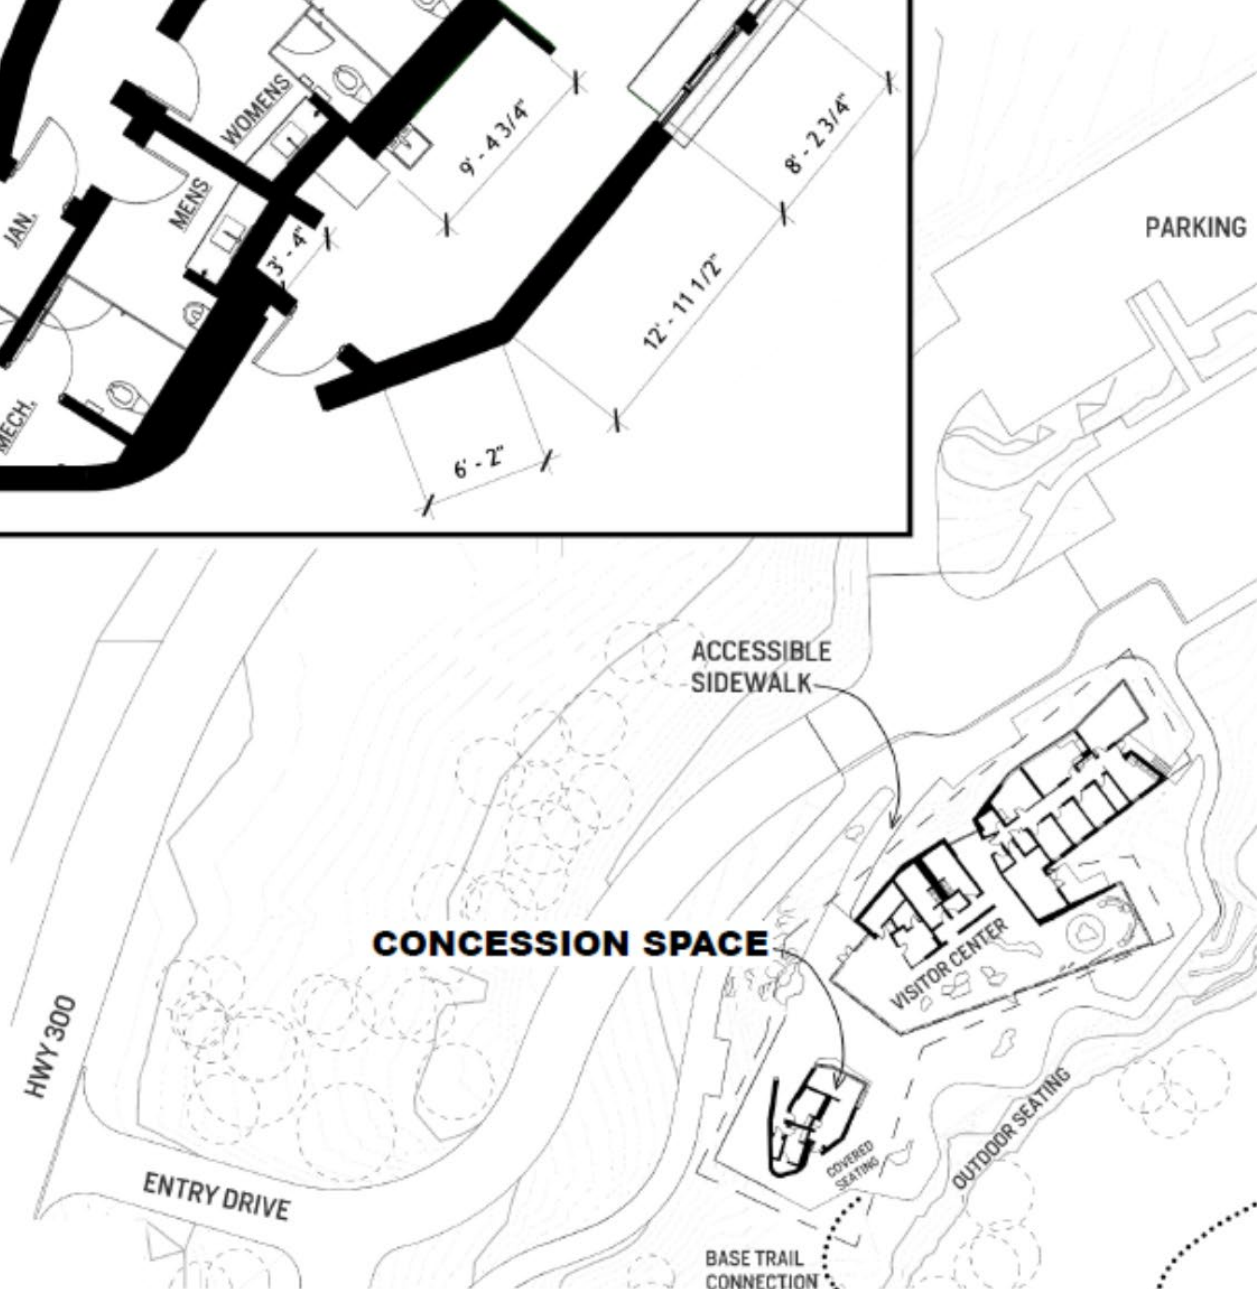 WOMENS
9' - 4 3/4"
8' - 2 3/4"
MENS
JAN.
3' - 4"
12' - 11 1/2"
MECH.
6' - 2"
PARKING
ACCESSIBLE
SIDEWALK
CONCESSION SPACE
VISITOR CENTER
HWY 300
OUTDOOR SEATING
COVERED
SEATING
ENTRY DRIVE
BASE TRAIL
CONNECTION